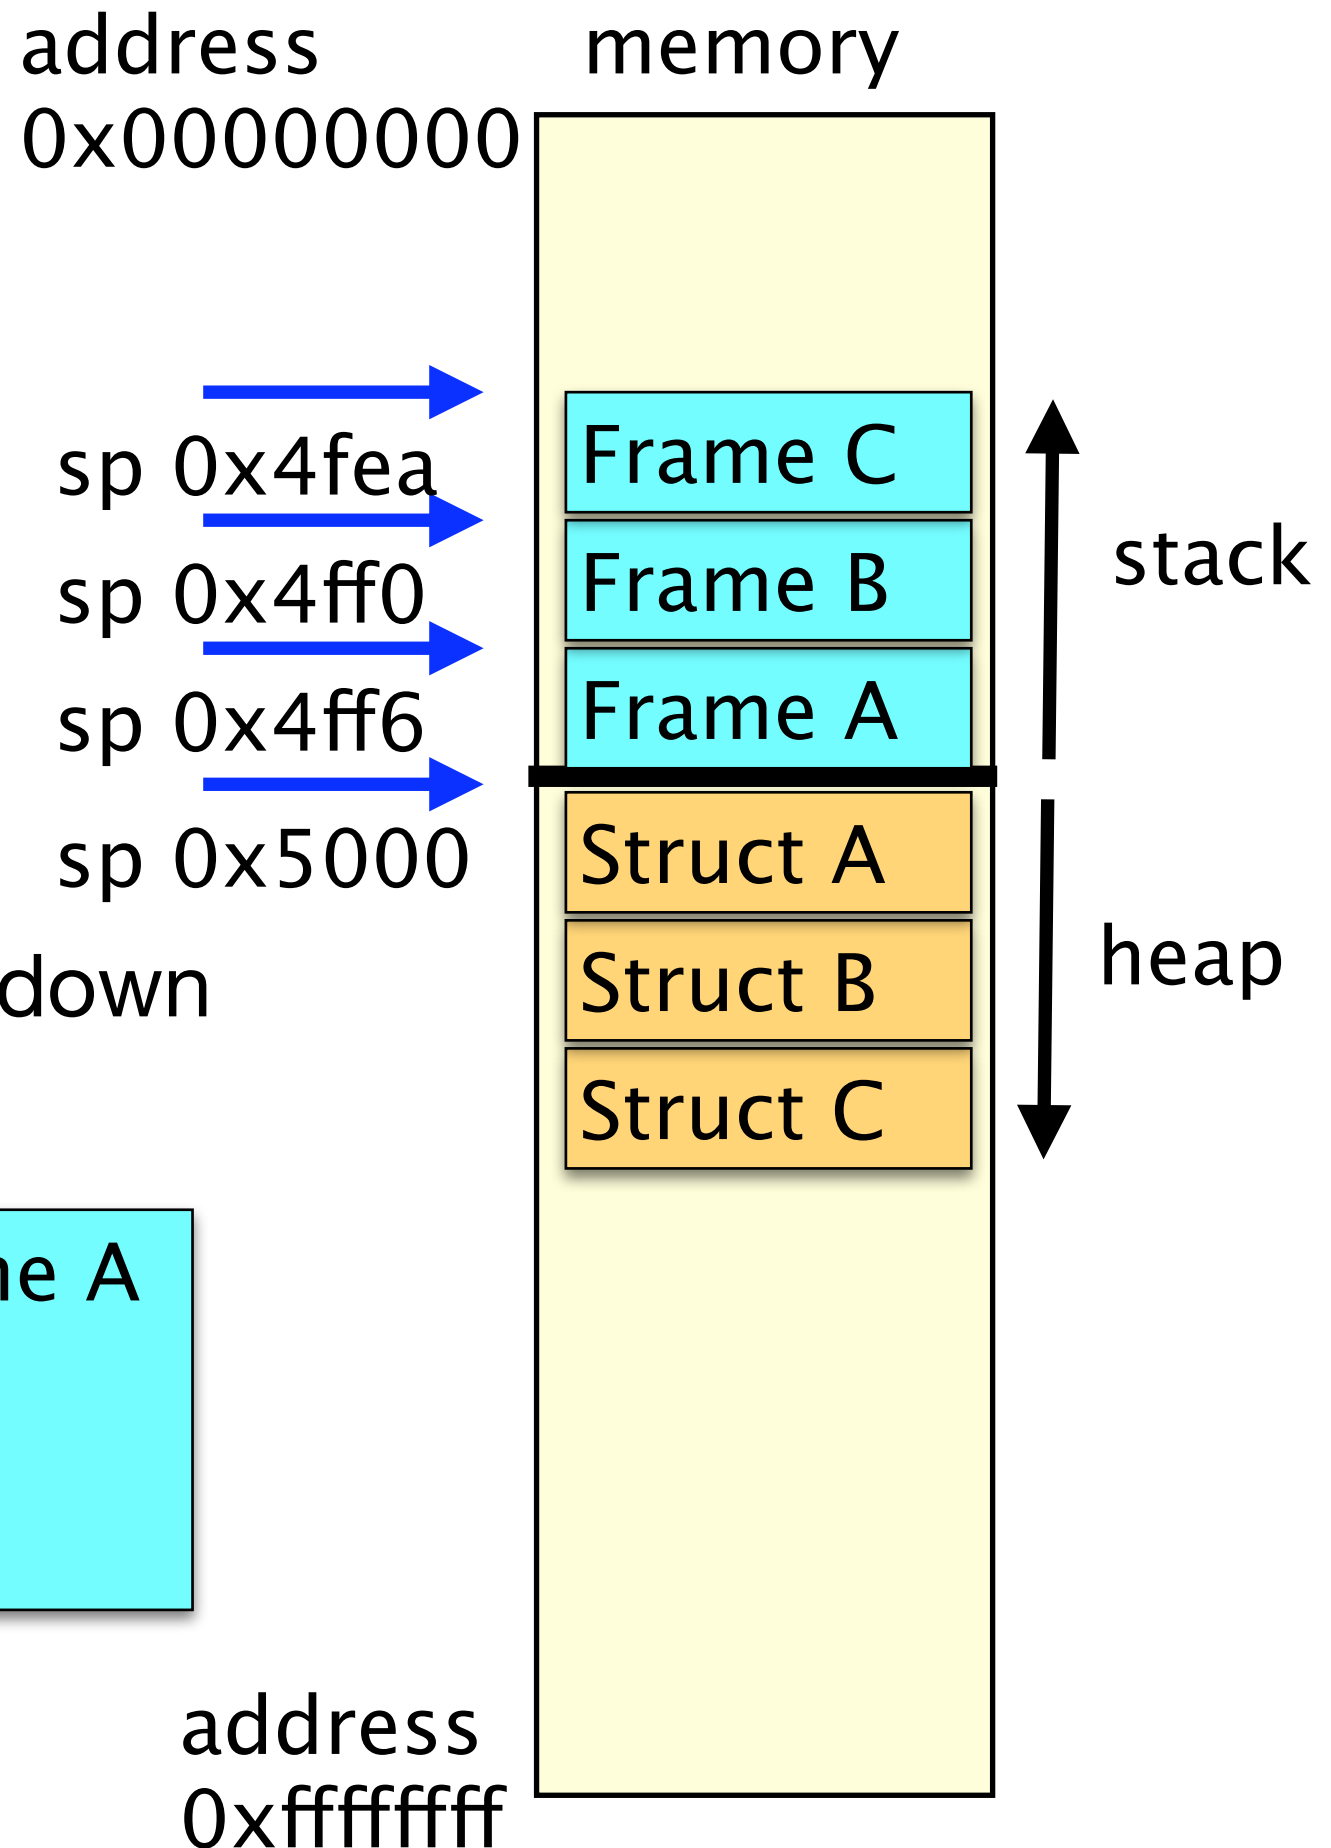 address
0x00000000
memory
sp 0x4fea
sp 0x4ff0
sp 0x4ff6
sp 0x5000
Frame C
Frame B
Frame A
stack
Struct A
Struct B
Struct C
heap
down
ne A
address
0xffffffff